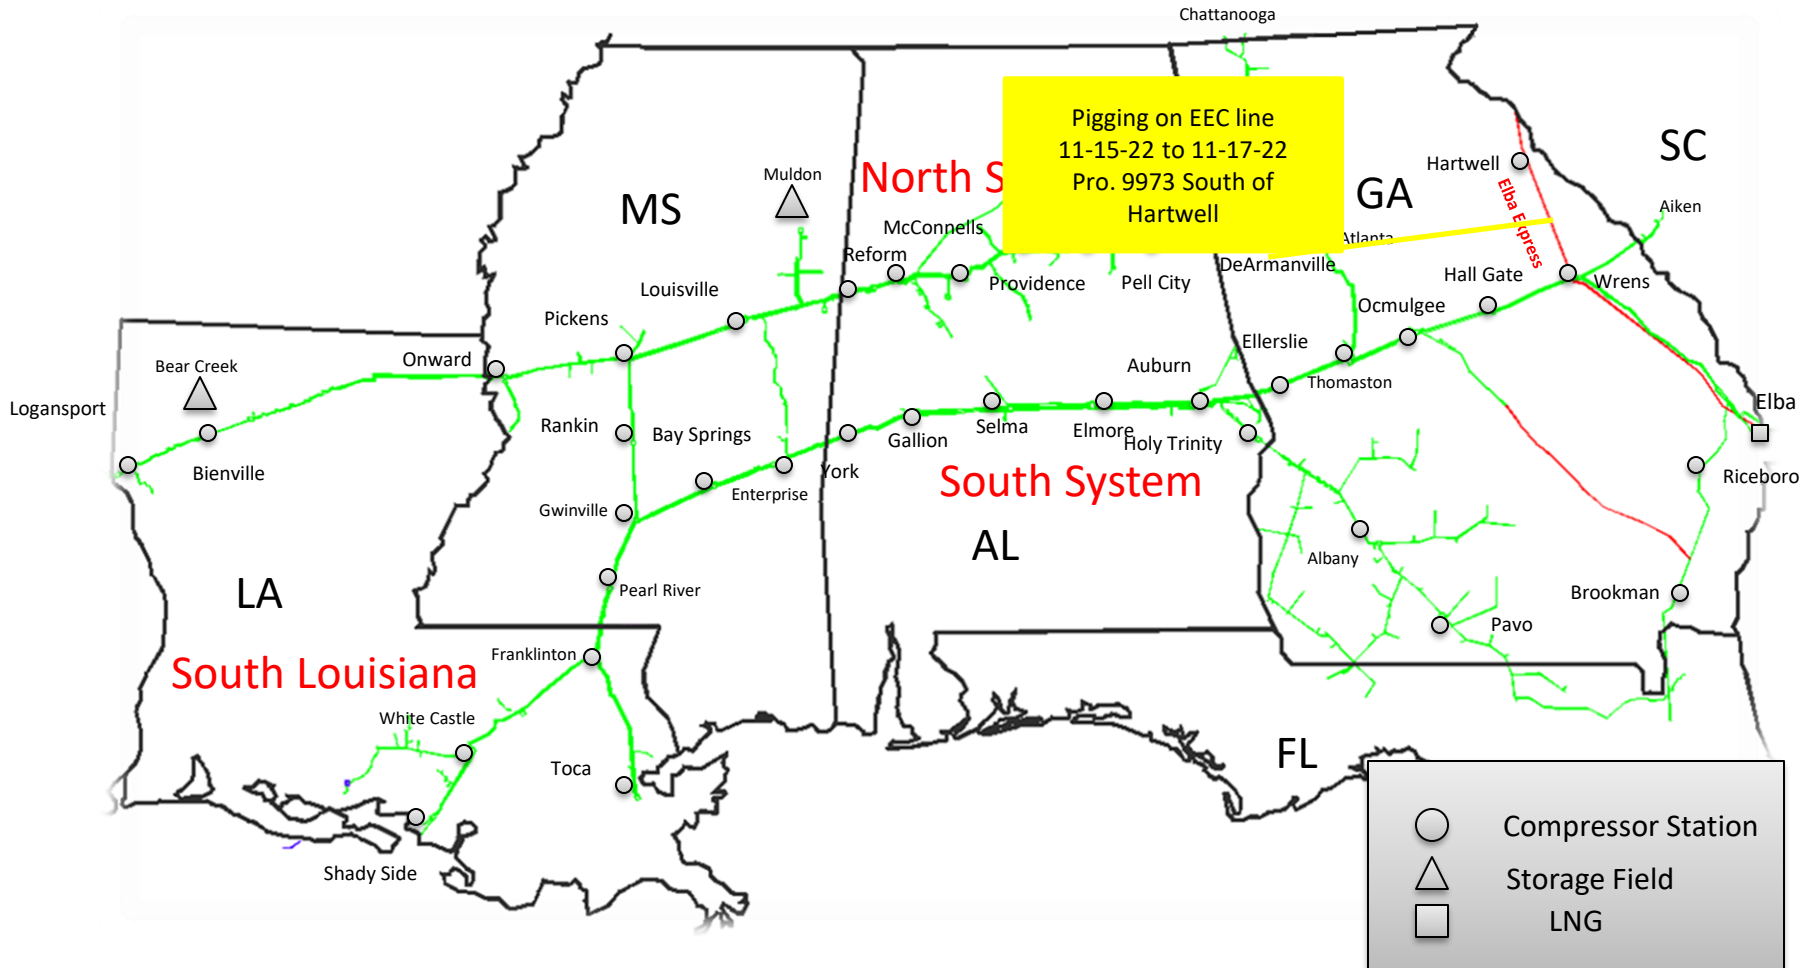 Chattanooga
Pigging on EEC line
11-15-22 to 11-17-22
Pro. 9973 South of
Hartwell
SC
Hartwell
Muldon
North S
MS
GA
Elba Express
Aiken
McConnells
Atlanta
Reform
DeArmanville
Hall Gate
Wrens
Louisville
Providence
Pell City
Ocmulgee
Pickens
Ellerslie
Onward
Bear Creek
Auburn
Thomaston
Logansport
Elba
Rankin
Bay Springs
Selma
Elmore
Gallion
Holy Trinity
Bienville
York
South System
Enterprise
Riceboro
Gwinville
AL
Albany
Pearl River
LA
Brookman
Pavo
Franklinton
South Louisiana
White Castle
FL
Toca
Shady Side
Compressor Station
Storage Field
LNG